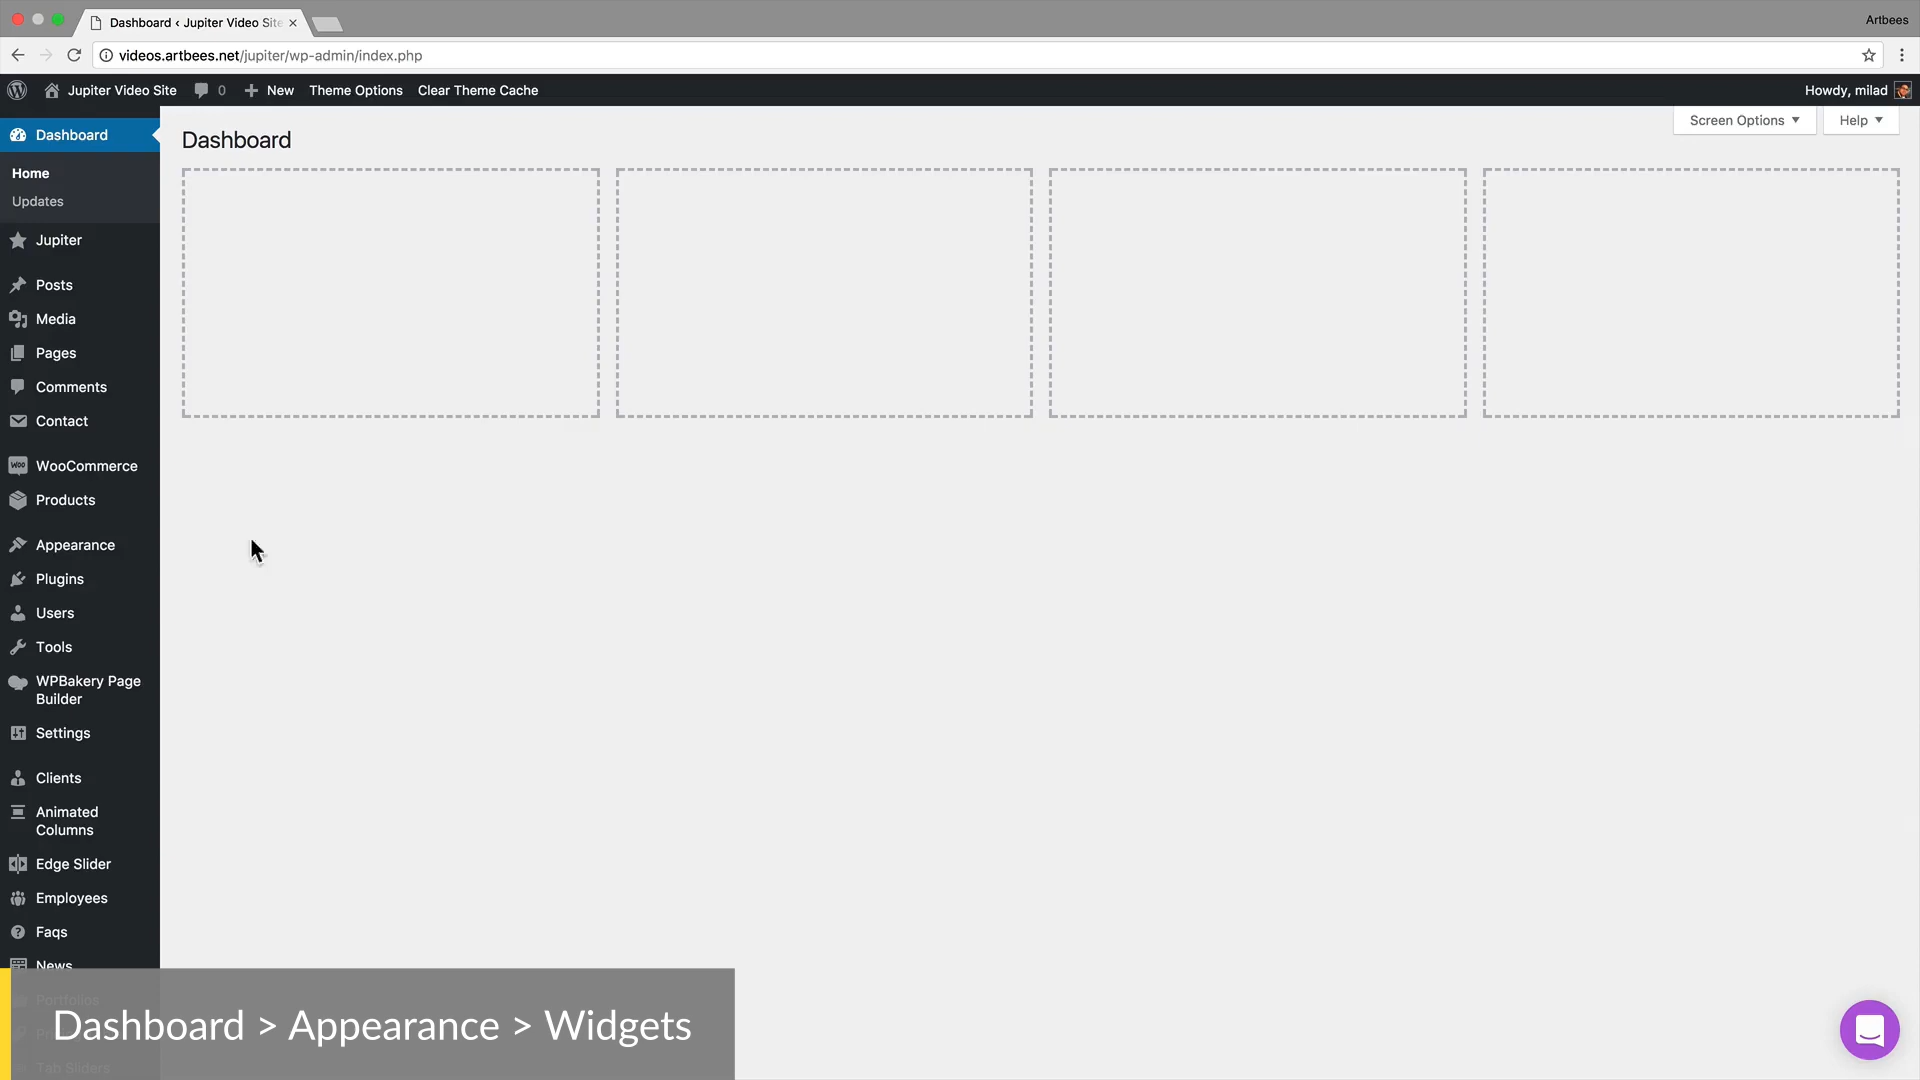 Dashboard ‹ Jupiter Video Site
Artbees
videos.artbees.net/jupiter/wp-admin/index.php
Jupiter Video Site
0
New
Theme Options
Clear Theme Cache
Howdy, milad
Dashboard
Home
Updates
Jupiter
Posts
Media
Pages
Comments
Contact
WooCommerce
Products
Appearance
Plugins
Users
Tools
WPBakery Page
Builder
Settings
Clients
Animated
Columns
Edge Slider
Employees
Faqs
News
Portfolios
Tab Sliders
Dashboard
Screen Options
Help
Dashboard > Appearance > Widgets